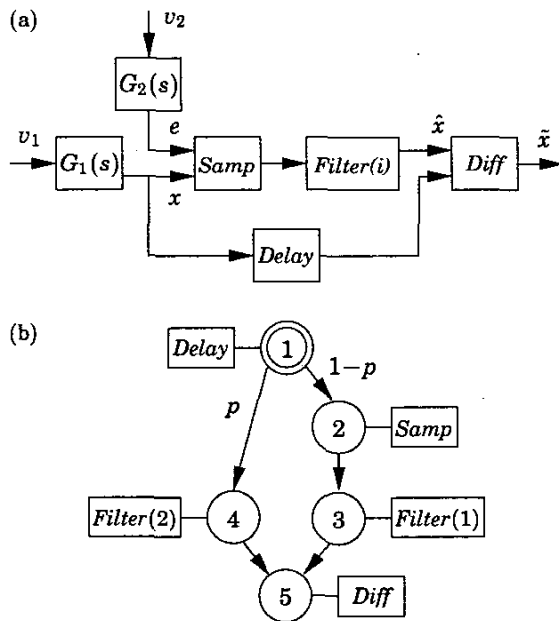 (a)
v₂
G₂(s)
e
v₁
G₁(s)
x
Samp
Filter(i)
x̂
Diff
x̃
Delay
(b)
Delay
1
1−p
p
2
Samp
Filter(2)
4
3
Filter(1)
5
Diff